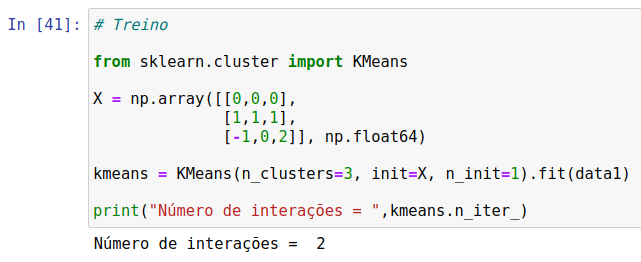 In [41]: # Treino
from sklearn.cluster import KMeans
X = np.array([[0,0,0],
[1,1,1],
[-1,0,2]], np.float64)
kmeans = KMeans(n_clusters=3, init=X, n_init=1).fit(data1)
print("Número de interações = ",kmeans.n_iter_)
Número de interações =  2